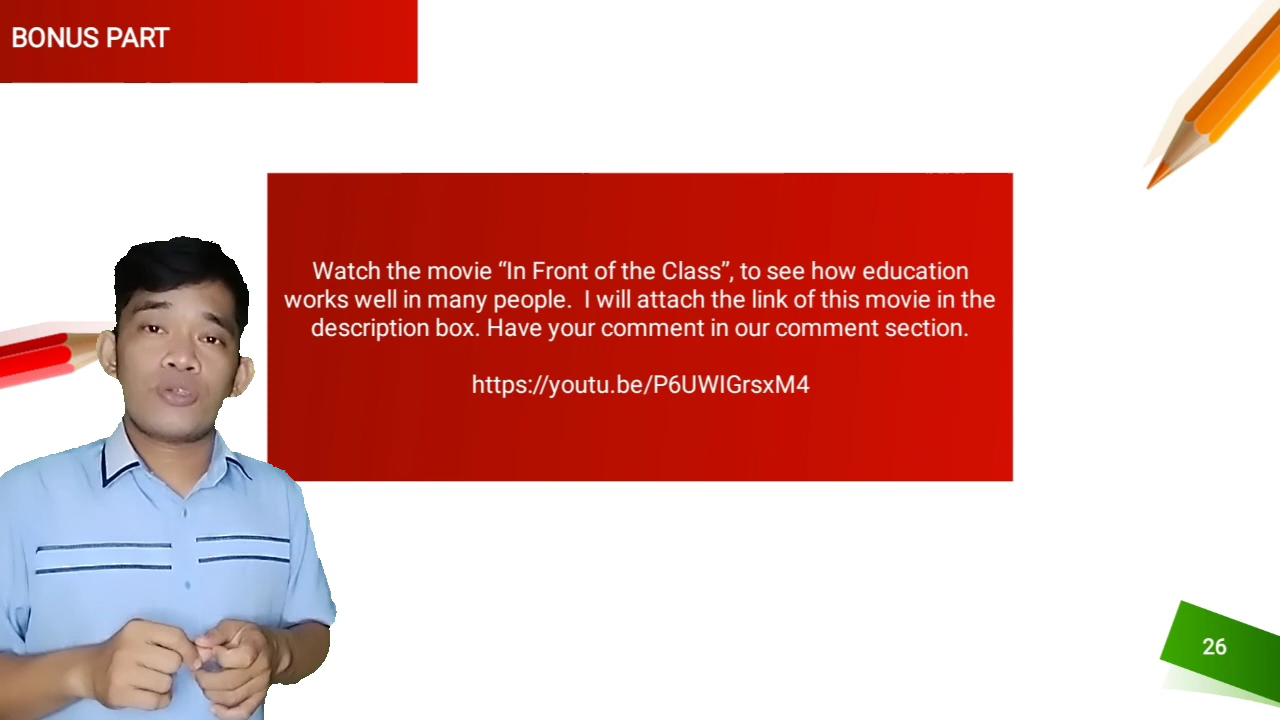 BONUS PART
Watch the movie “In Front of the Class”, to see how education
works well in many people.  I will attach the link of this movie in the
description box. Have your comment in our comment section.
https://youtu.be/P6UWIGrsxM4
26